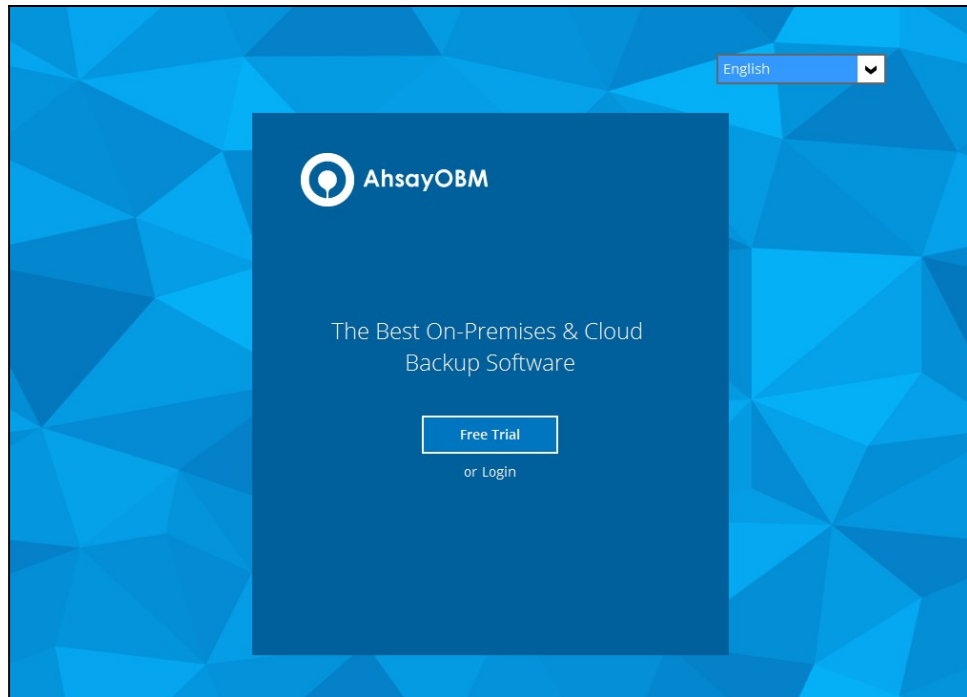 English
AhsayOBM
The Best On-Premises & Cloud
Backup Software
Free Trial
or Login